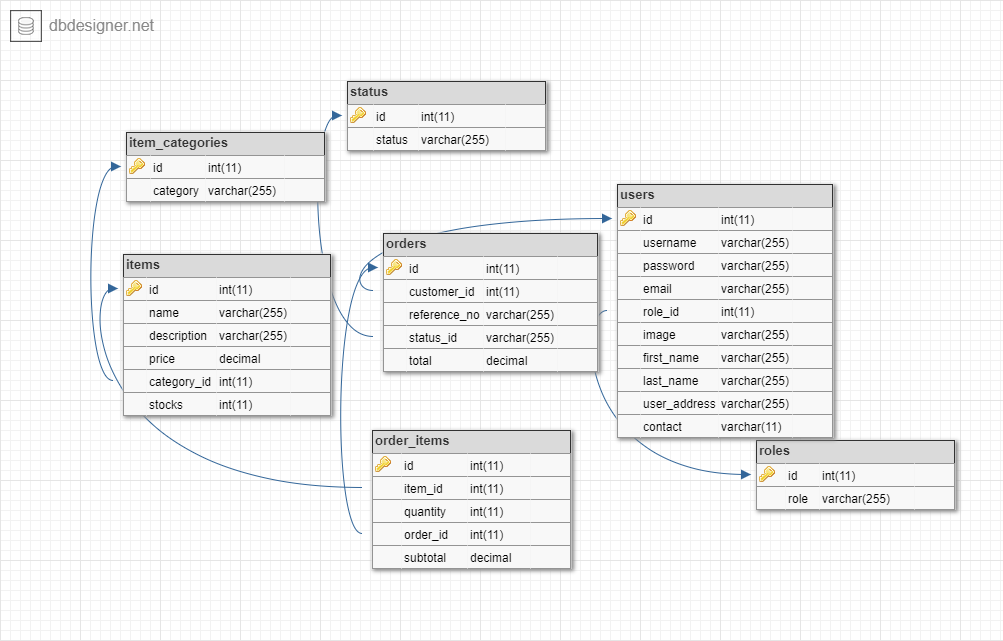 dbdesigner.net
status
id int(11)
status varchar(255)
item_categories
id int(11)
category varchar(255)
users
id int(11)
username varchar(255)
password varchar(255)
email varchar(255)
role_id int(11)
image varchar(255)
first_name varchar(255)
last_name varchar(255)
user_address varchar(255)
contact varchar(11)
orders
id int(11)
customer_id int(11)
reference_no varchar(255)
status_id varchar(255)
total decimal
items
id int(11)
name varchar(255)
description varchar(255)
price decimal
category_id int(11)
stocks int(11)
order_items
id int(11)
item_id int(11)
quantity int(11)
order_id int(11)
subtotal decimal
roles
id int(11)
role varchar(255)